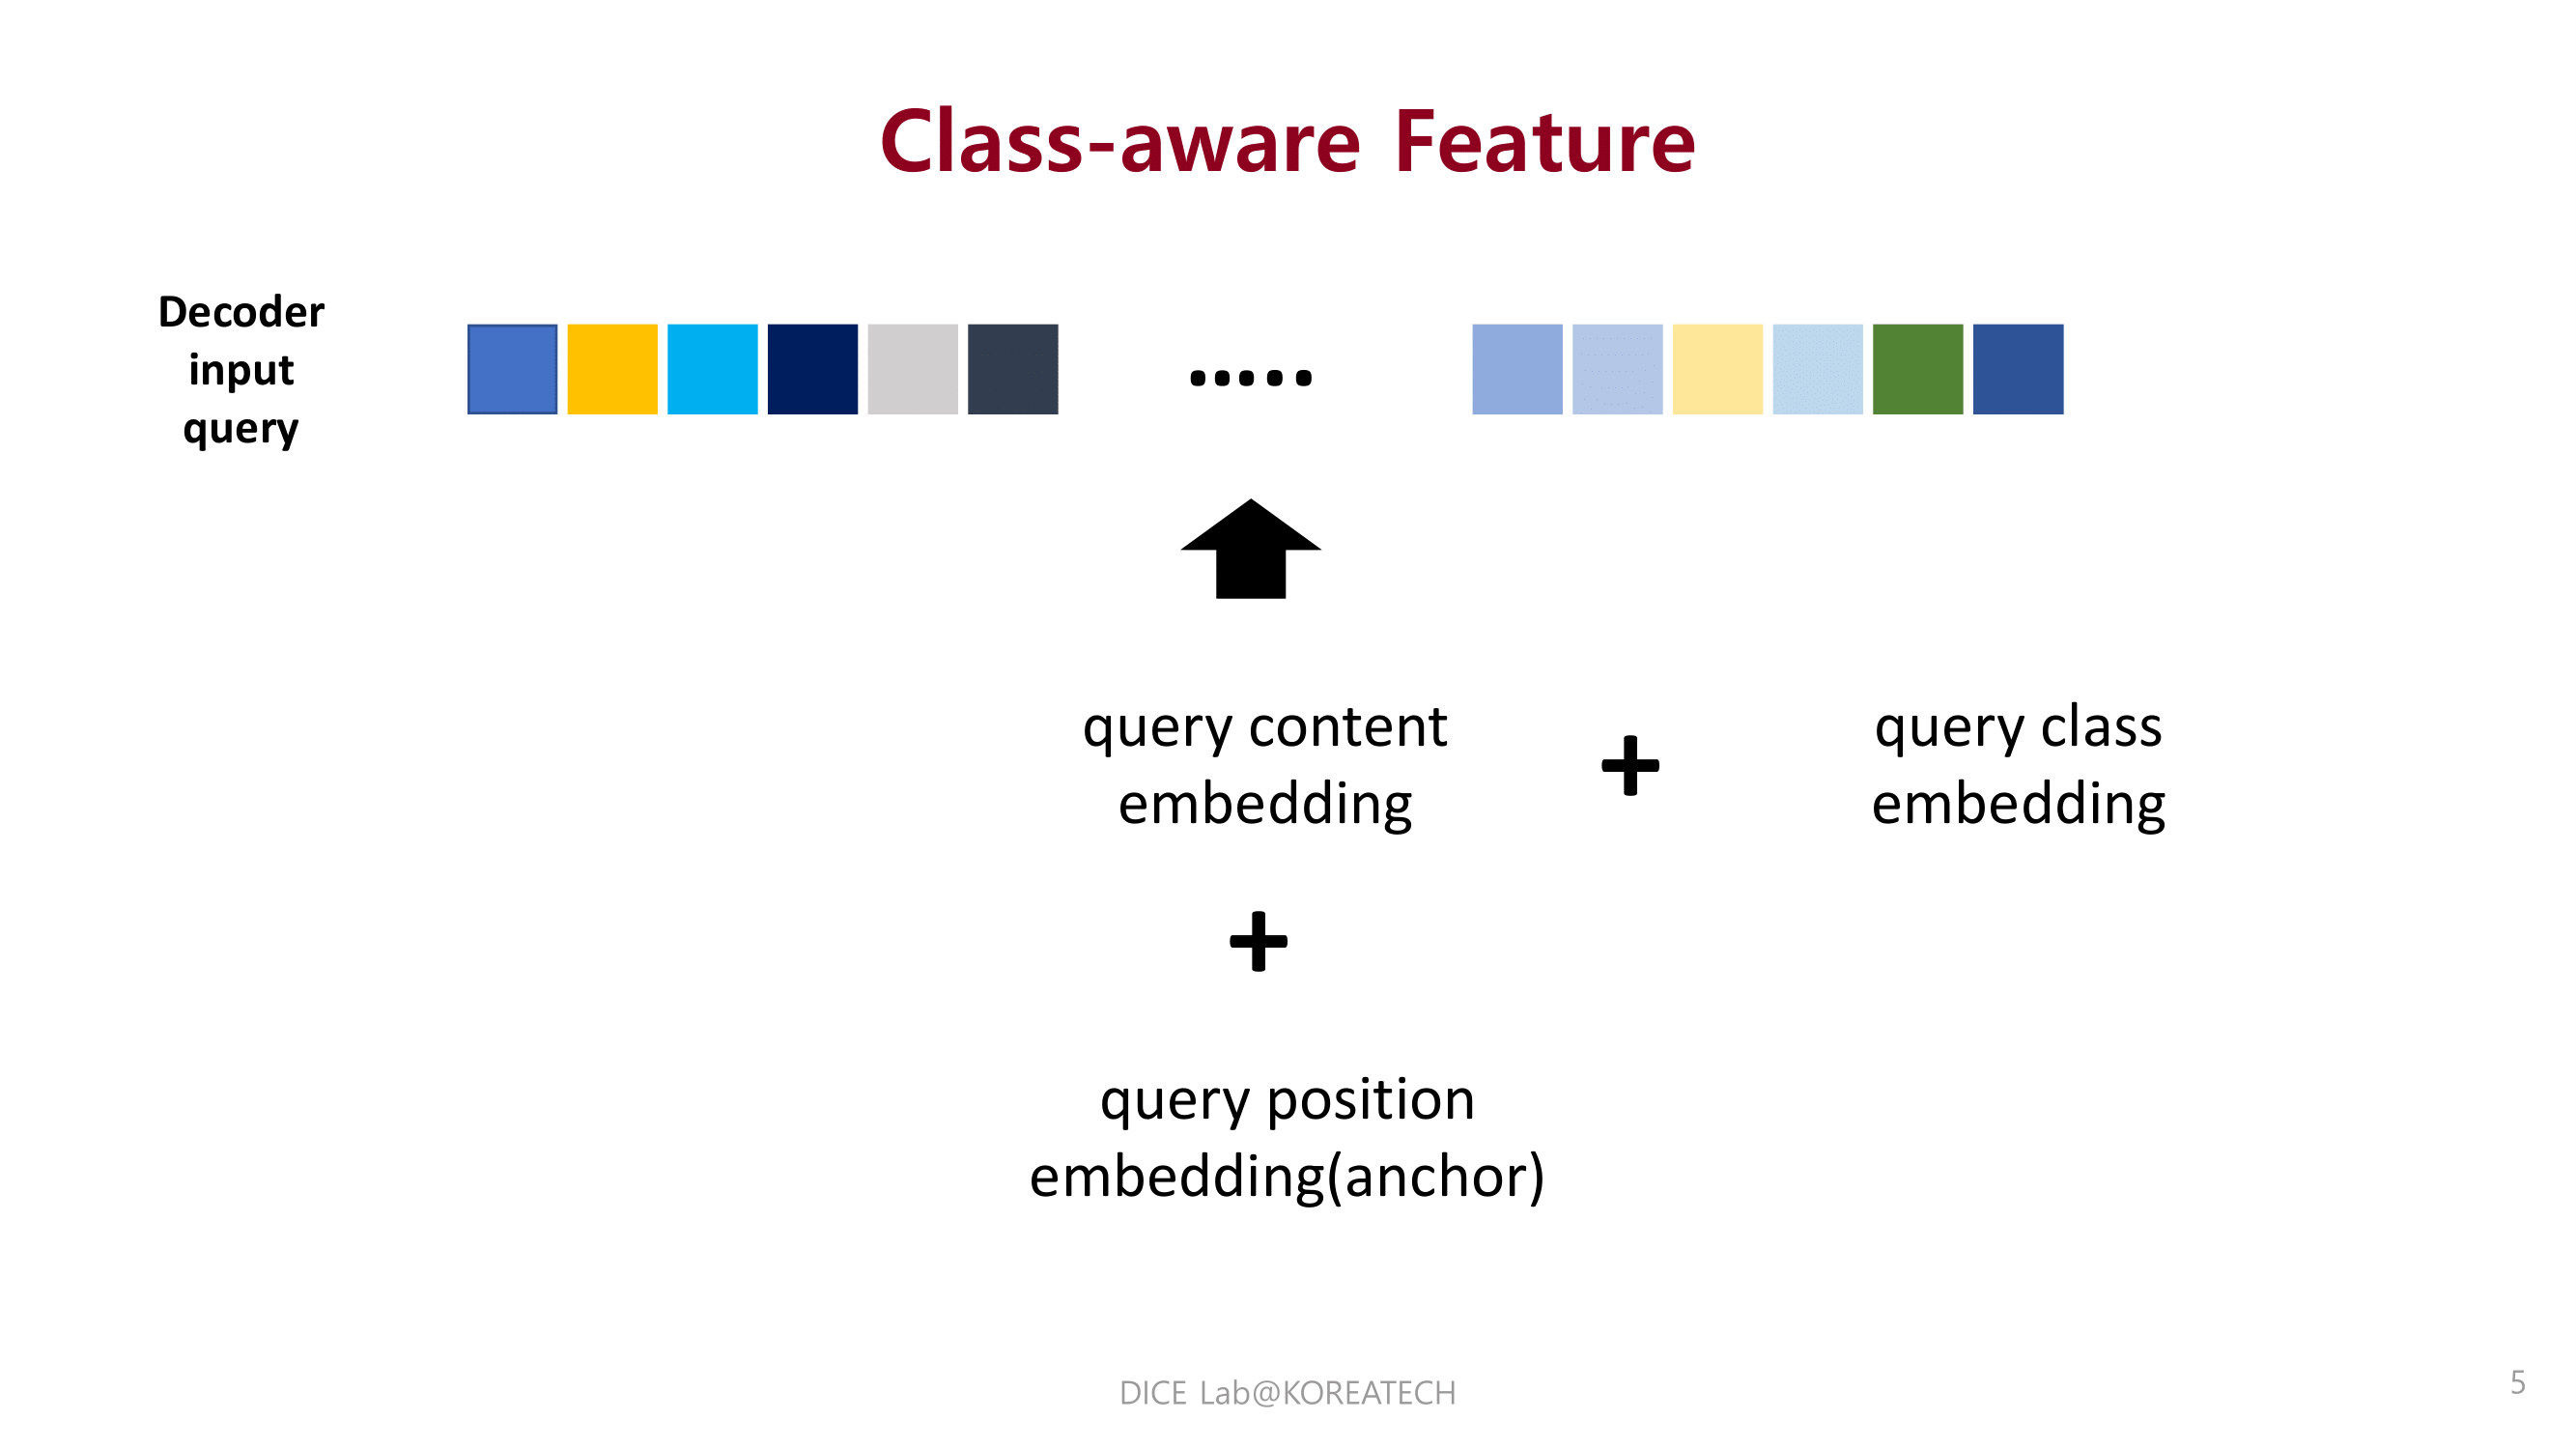 Class-aware Feature
Decoder
input
query
.....
query content
embedding
+
query class
embedding
+
query position
embedding(anchor)
DICE Lab@KOREATECH
5